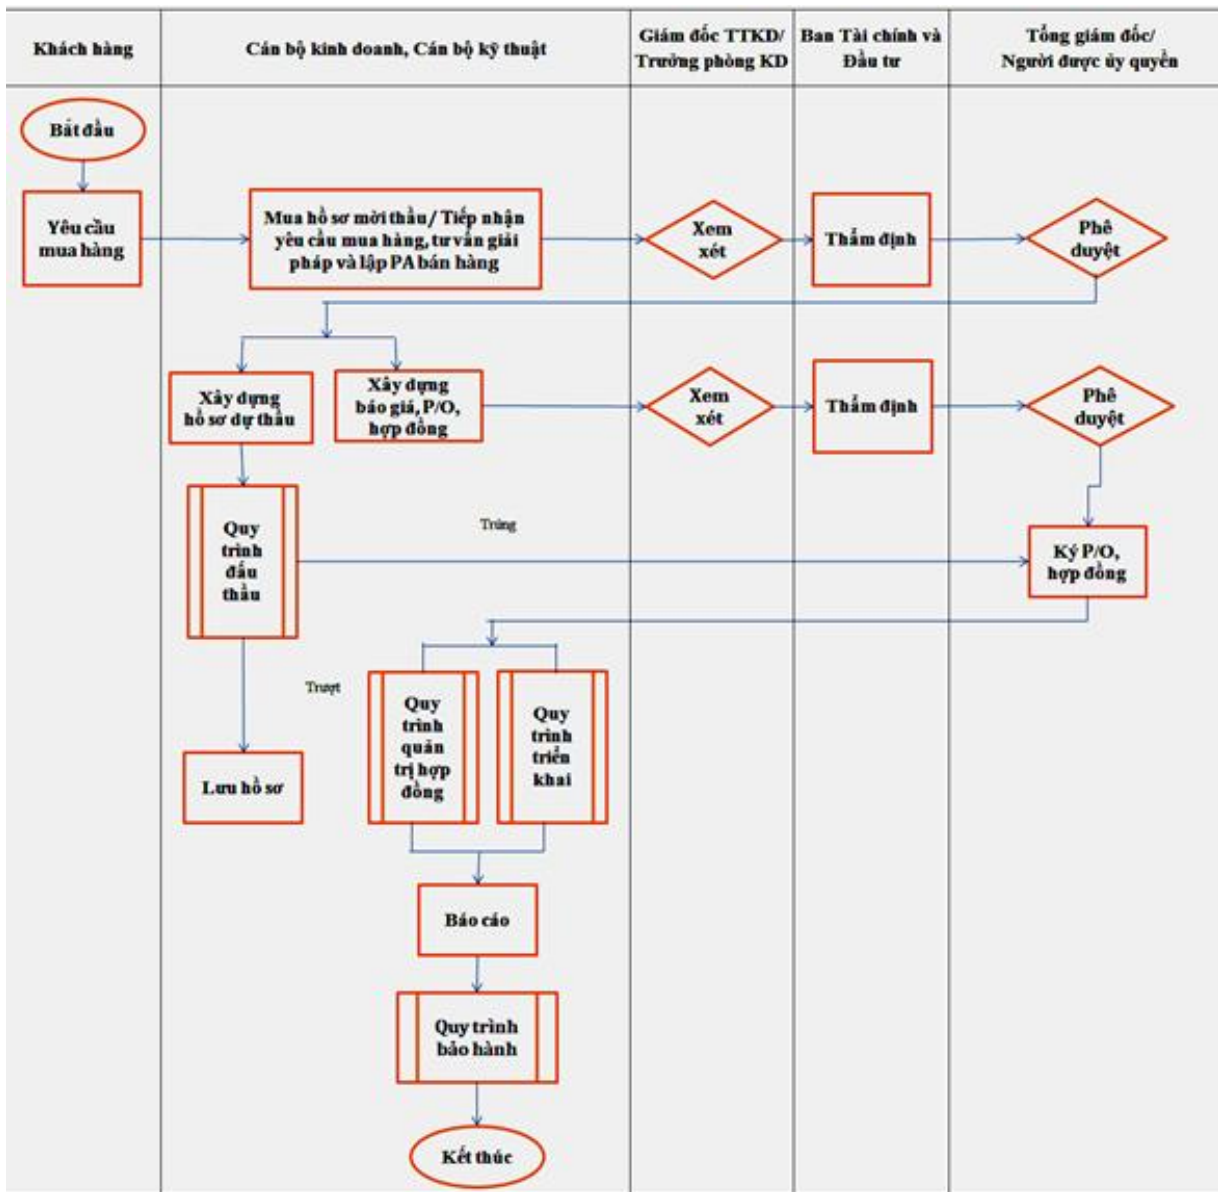 Khách hàng
Cán bộ kinh doanh, Cán bộ kỹ thuật
Giám đốc TTKD/
Trưởng phòng KD
Ban Tài chính và
Đầu tư
Tổng giám đốc/
Người được ủy quyền
Bắt đầu
Yêu cầu
mua hàng
Mua hồ sơ mời thầu/ Tiếp nhận
yêu cầu mua hàng, tư vấn giải
pháp và lập PA bán hàng
Xem
xét
Thẩm định
Phê
duyệt
Xây dựng
hồ sơ dự thầu
Xây dựng
báo giá, P/O,
hợp đồng
Xem
xét
Thẩm định
Phê
duyệt
Quy
trình
đấu
thầu
Trúng
Ký P/O,
hợp đồng
Trượt
Quy
trình
quản
trị hợp
đồng
Quy
trình
triển
khai
Lưu hồ sơ
Báo cáo
Quy trình
bảo hành
Kết thúc